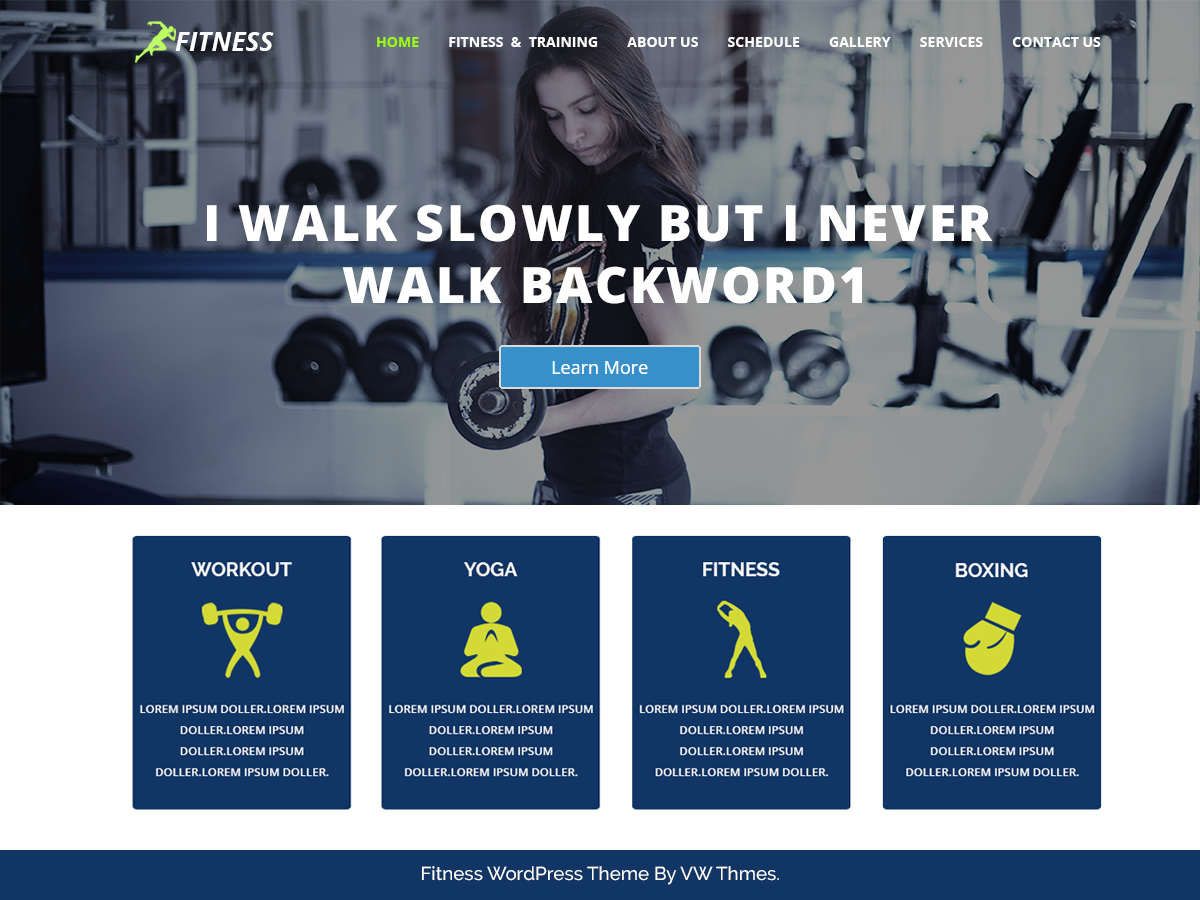 FITNESS
HOME FITNESS & TRAINING ABOUT US SCHEDULE GALLERY SERVICES CONTACT US
I WALK SLOWLY BUT I NEVER
WALK BACKWORD1
Learn More
WORKOUT
LOREM IPSUM DOLLER.LOREM IPSUM
DOLLER.LOREM IPSUM
DOLLER.LOREM IPSUM
DOLLER.LOREM IPSUM DOLLER.
YOGA
LOREM IPSUM DOLLER.LOREM IPSUM
DOLLER.LOREM IPSUM
DOLLER.LOREM IPSUM
DOLLER.LOREM IPSUM DOLLER.
FITNESS
LOREM IPSUM DOLLER.LOREM IPSUM
DOLLER.LOREM IPSUM
DOLLER.LOREM IPSUM
DOLLER.LOREM IPSUM DOLLER.
BOXING
LOREM IPSUM DOLLER.LOREM IPSUM
DOLLER.LOREM IPSUM
DOLLER.LOREM IPSUM
DOLLER.LOREM IPSUM DOLLER.
Fitness WordPress Theme By VW Thmes.